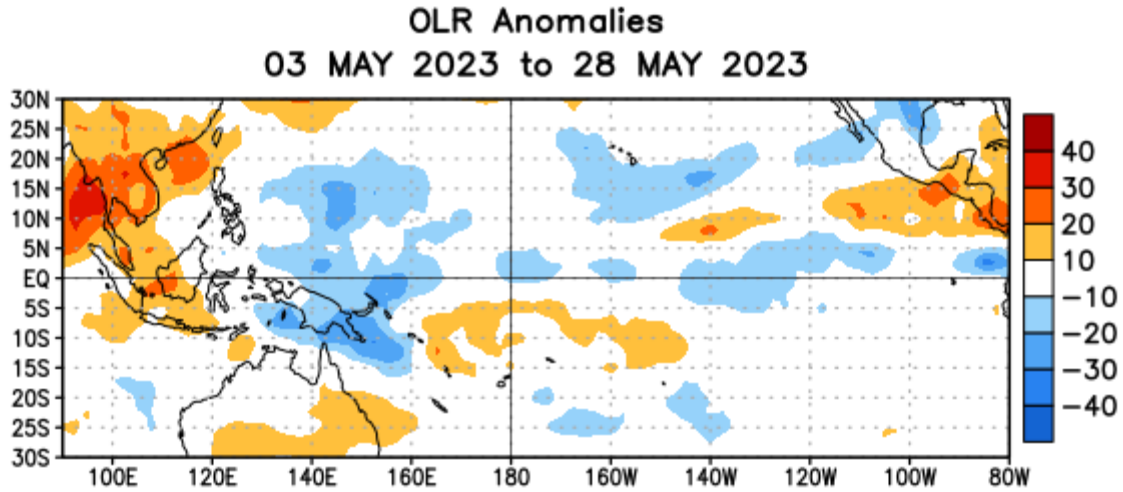 OLR Anomalies
03 MAY 2023 to 28 MAY 2023
30N
25N
20N
15N
10N
5N
EQ
5S
10S
15S
20S
25S
30S
100E 120E 140E 160E 180 160W 140W 120W 100W 80W
40
30
20
10
-10
-20
-30
-40